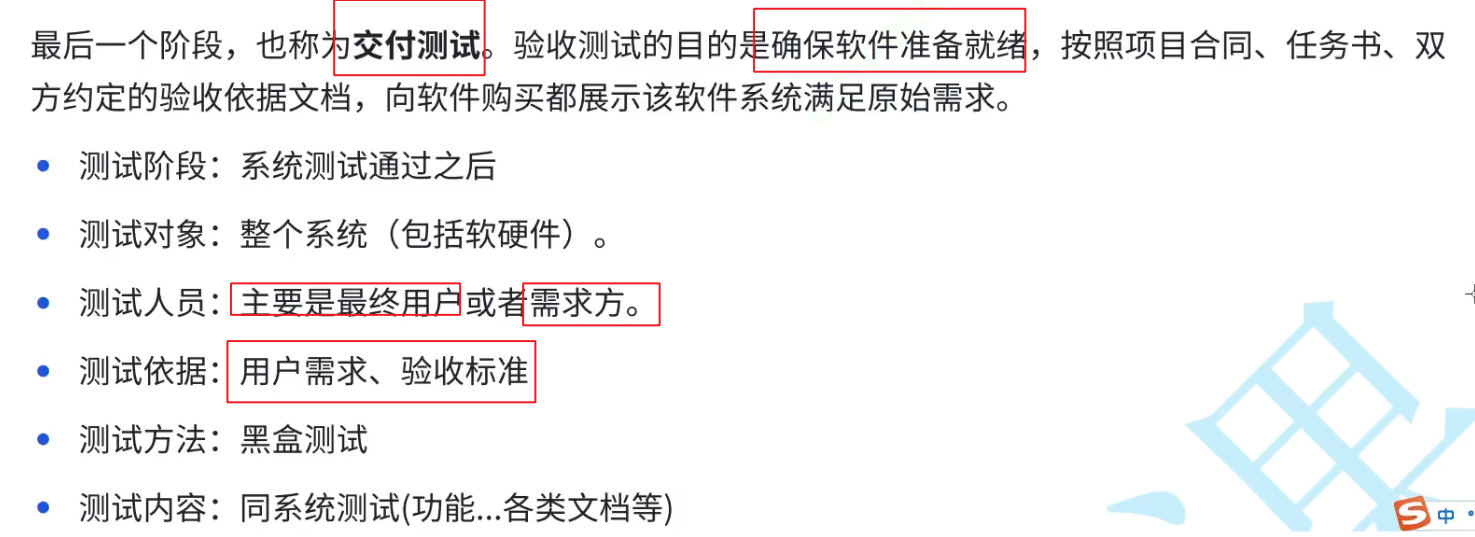 最后一个阶段，也称为交付测试。验收测试的目的是确保软件准备就绪，按照项目合同、任务书、双
方约定的验收依据文档，向软件购买都展示该软件系统满足原始需求。
测试阶段：系统测试通过之后
测试对象：整个系统（包括软硬件）。
测试人员：主要是最终用户或者需求方。
测试依据：用户需求、验收标准
测试方法：黑盒测试
测试内容：同系统测试(功能...各类文档等)
S中